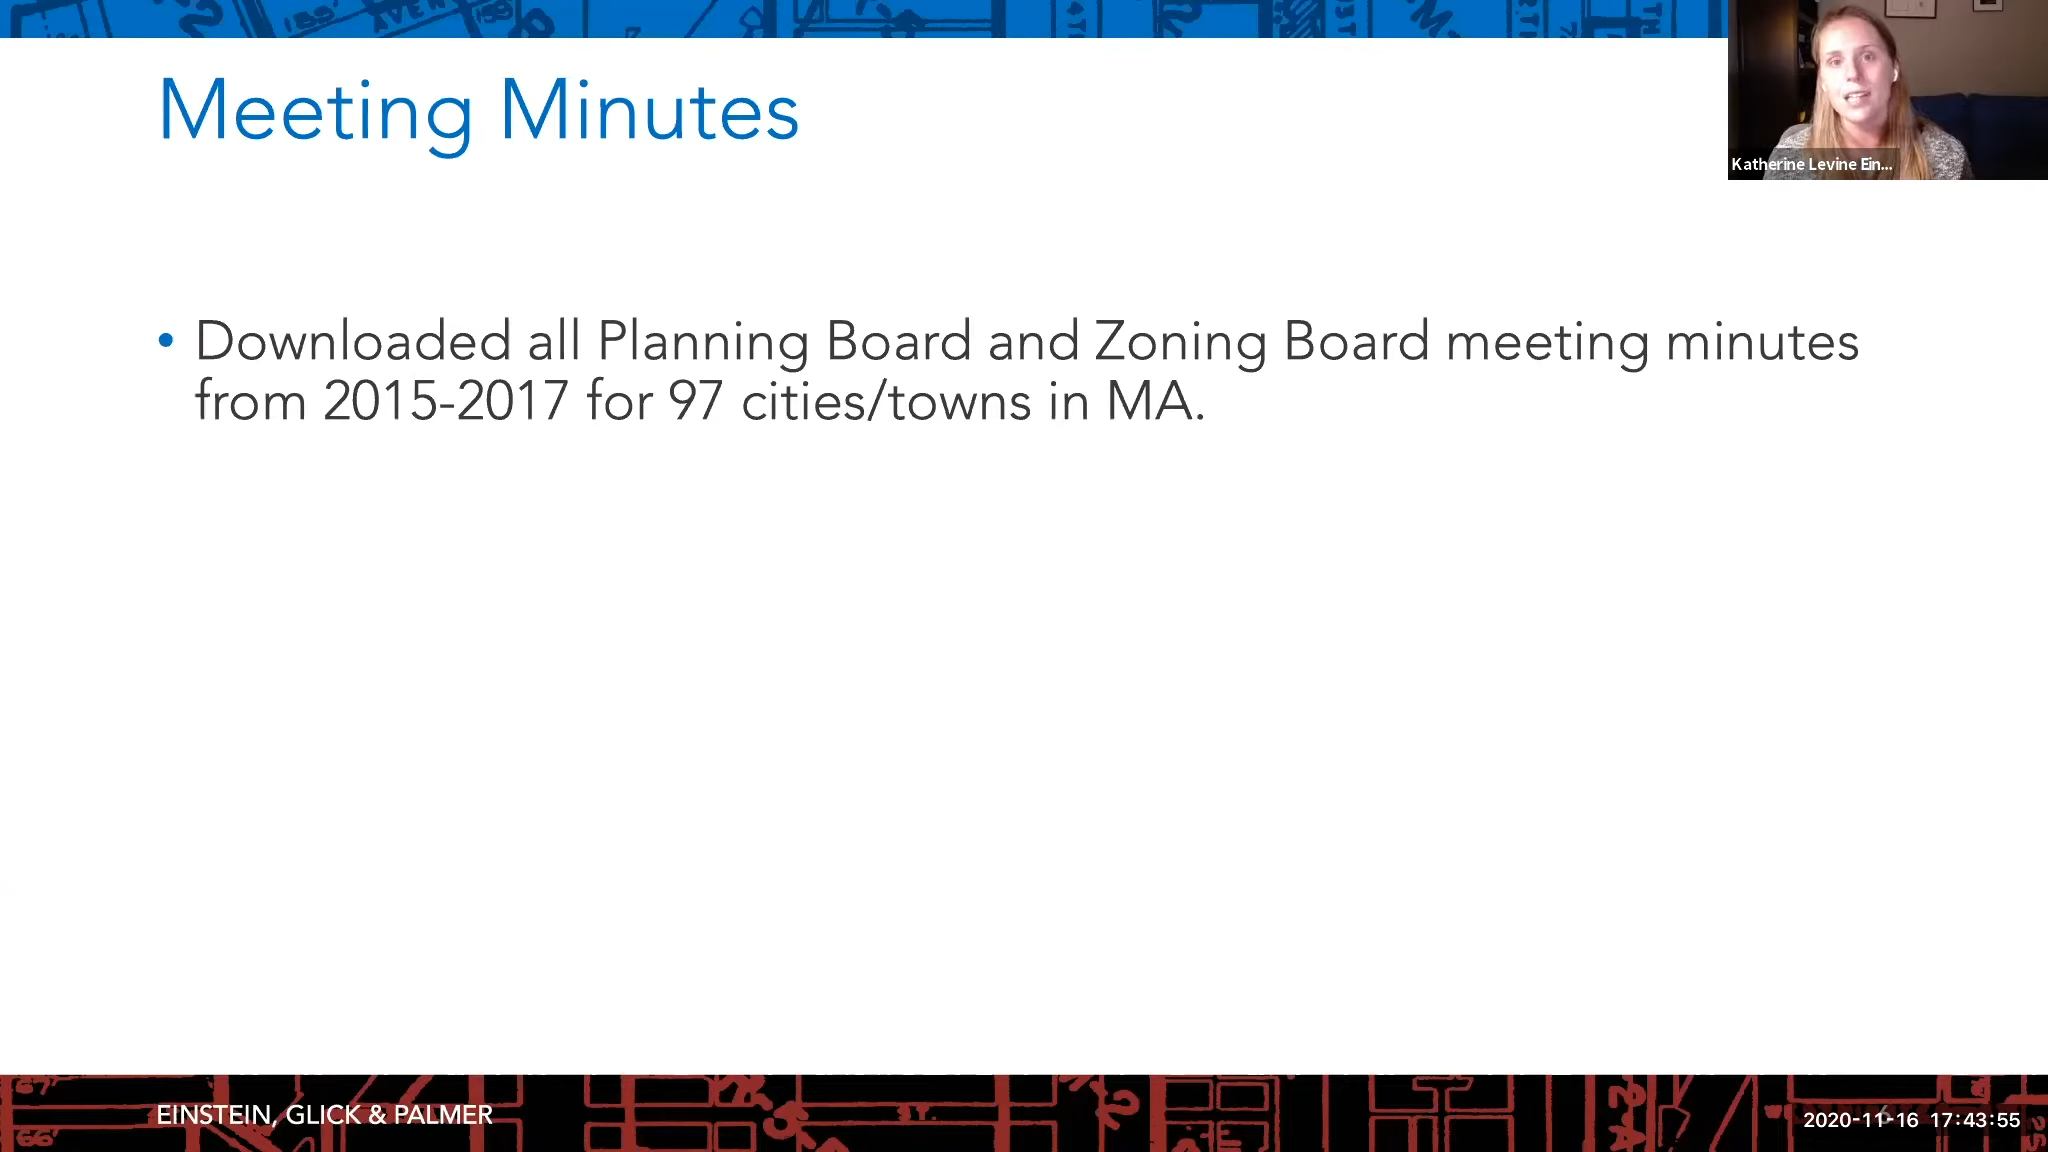 Meeting Minutes
Katherine Levine Ein...
• Downloaded all Planning Board and Zoning Board meeting minutes
from 2015-2017 for 97 cities/towns in MA.
EINSTEIN, GLICK & PALMER
6
2020-11-16 17:43:55